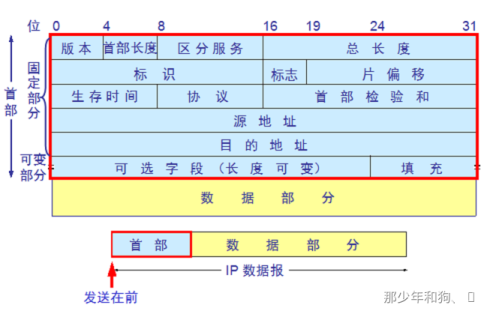 位 0 4 8 16 19 24 31
版本 首部长度 区分服务 总长度
标识 标志 片偏移
生存时间 协议 首部检验和
源地址
目的地址
可选字段（长度可变） 填充
数据部分
首部
固定部分
可变部分
首部 数据部分
IP 数据报
发送在前
那少年和狗、